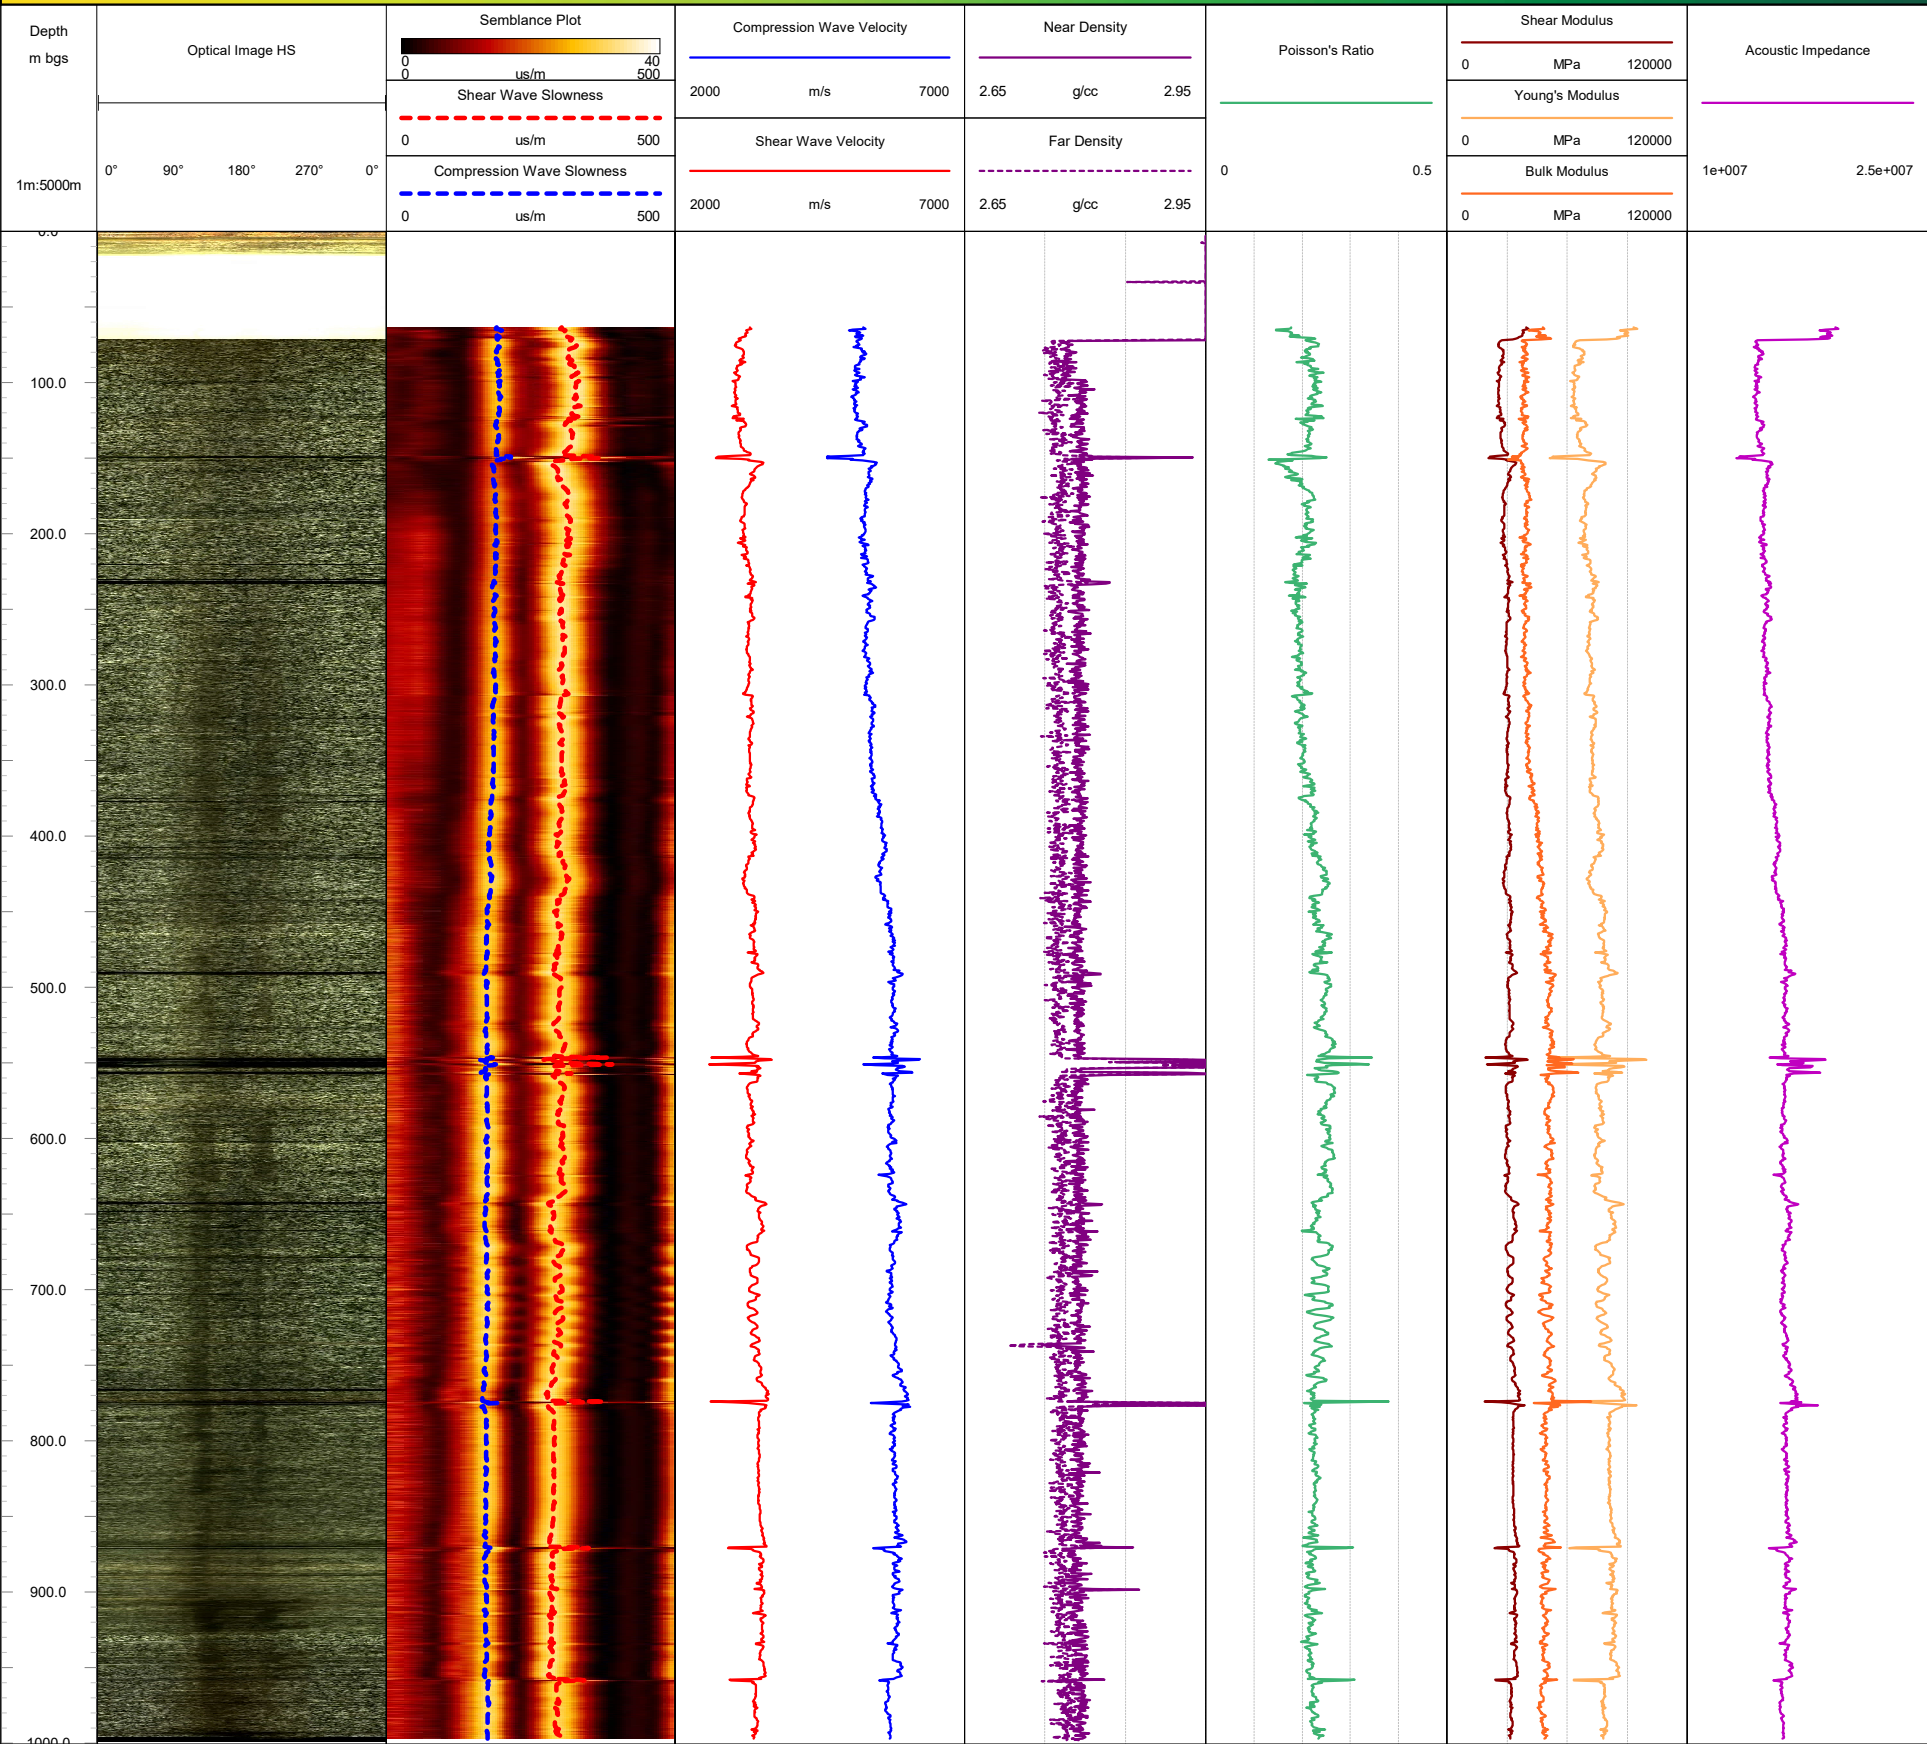 Depth
m bgs
1m:5000m
Optical Image HS
0° 90° 180° 270° 0°
Semblance Plot
0 40
0 us/m 500
Shear Wave Slowness
0 us/m 500
Compression Wave Slowness
0 us/m 500
Compression Wave Velocity
2000 m/s 7000
Shear Wave Velocity
2000 m/s 7000
Near Density
2.65 g/cc 2.95
Far Density
2.65 g/cc 2.95
Poisson's Ratio
0 0.5
Shear Modulus
0 MPa 120000
Young's Modulus
0 MPa 120000
Bulk Modulus
0 MPa 120000
Acoustic Impedance
1e+007 2.5e+007
0.0
100.0
200.0
300.0
400.0
500.0
600.0
700.0
800.0
900.0
1000.0